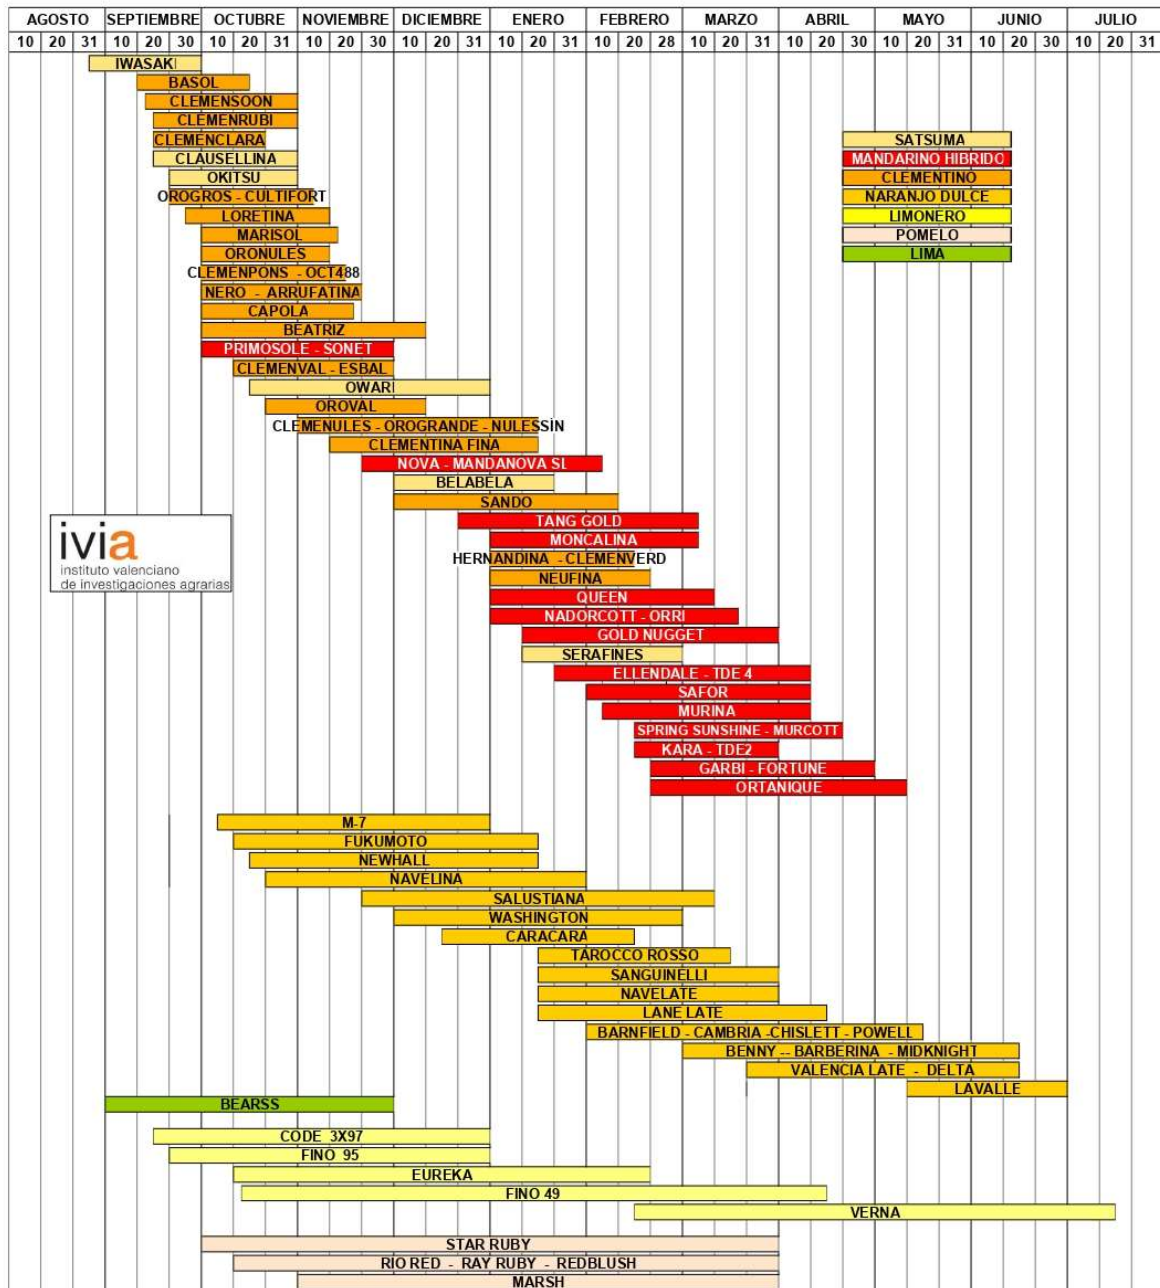 AGOSTO SEPTIEMBRE OCTUBRE NOVIEMBRE DICIEMBRE ENERO FEBRERO MARZO ABRIL MAYO JUNIO JULIO
10 20 31 10 20 30 10 20 31 10 20 30 10 20 31 10 20 31 10 20 28 10 20 31 10 20 30 10 20 31 10 20 30 10 20 31
IWASAKI
BASOL
CLEMENSOON
CLEMENRUBI
CLEMENCLARA SATSUMA
CLAUSELLINA MANDARINO HIBRIDO
OKITSU CLEMENTINO
OROGROS - CULTIFORT NARANJO DULCE
LORETINA LIMONERO
MARISOL POMELO
ORONULES LIMA
CLEMENPONS - OCT488
NERO - ARRUFATINA
CAPOLA
BEATRIZ
PRIMOSOLE - SONET
CLEMENVAL - ESBAL
OWARI
OROVAL
CLEMENULES - OROGRANDE - NULESSÍN
CLEMENTINA FINA
NOVA - MANDANOVA SL
BELABELA
SANDO
TANG GOLD
MONCALINA
ivia
instituto valenciano
de investigaciones agrarias
HERNANDINA - CLEMENVERD
NEUFINA
QUEEN
NADORCOTT - ORRI
GOLD NUGGET
SERAFINES
ELLENDALE - TDE 4
SAFOR
MURINA
SPRING SUNSHINE - MURCOTT
KARA - TDE2
GARBI - FORTUNE
ORTANIQUE
M-7
FUKUMOTO
NEWHALL
NAVELINA
SALUSTIANA
WASHINGTON
CARACARA
TAROCCO ROSSO
SANGUINELLI
NAVELATE
LANE LATE
BARNFIELD - CAMBRIA -CHISLETT - POWELL
BENNY -- BARBERINA - MIDKNIGHT
VALENCIA LATE - DELTA
LAVALLE
BEARSS
CODE 3X97
FINO 95
EUREKA
FINO 49
VERNA
STAR RUBY
RIO RED - RAY RUBY - REDBLUSH
MARSH